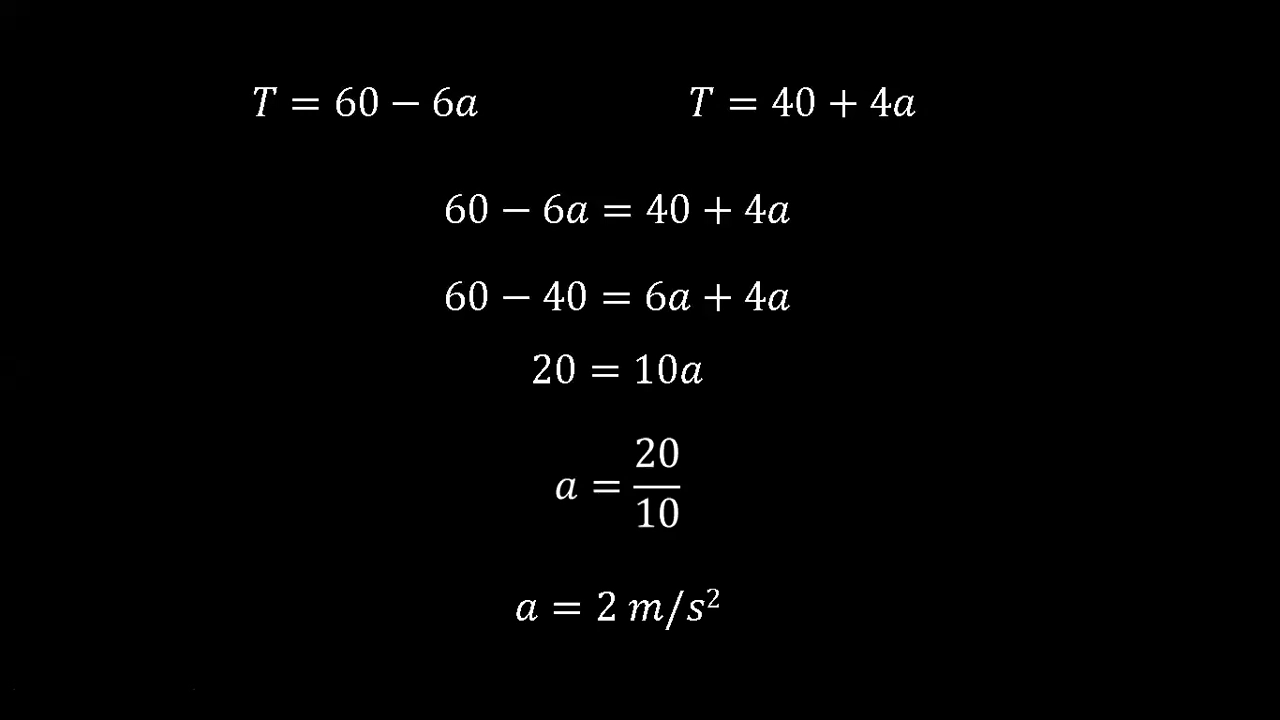 T = 60 − 6a
T = 40 + 4a
60 − 6a = 40 + 4a
60 − 40 = 6a + 4a
20 = 10a
a = 20/10
a = 2 m/s²